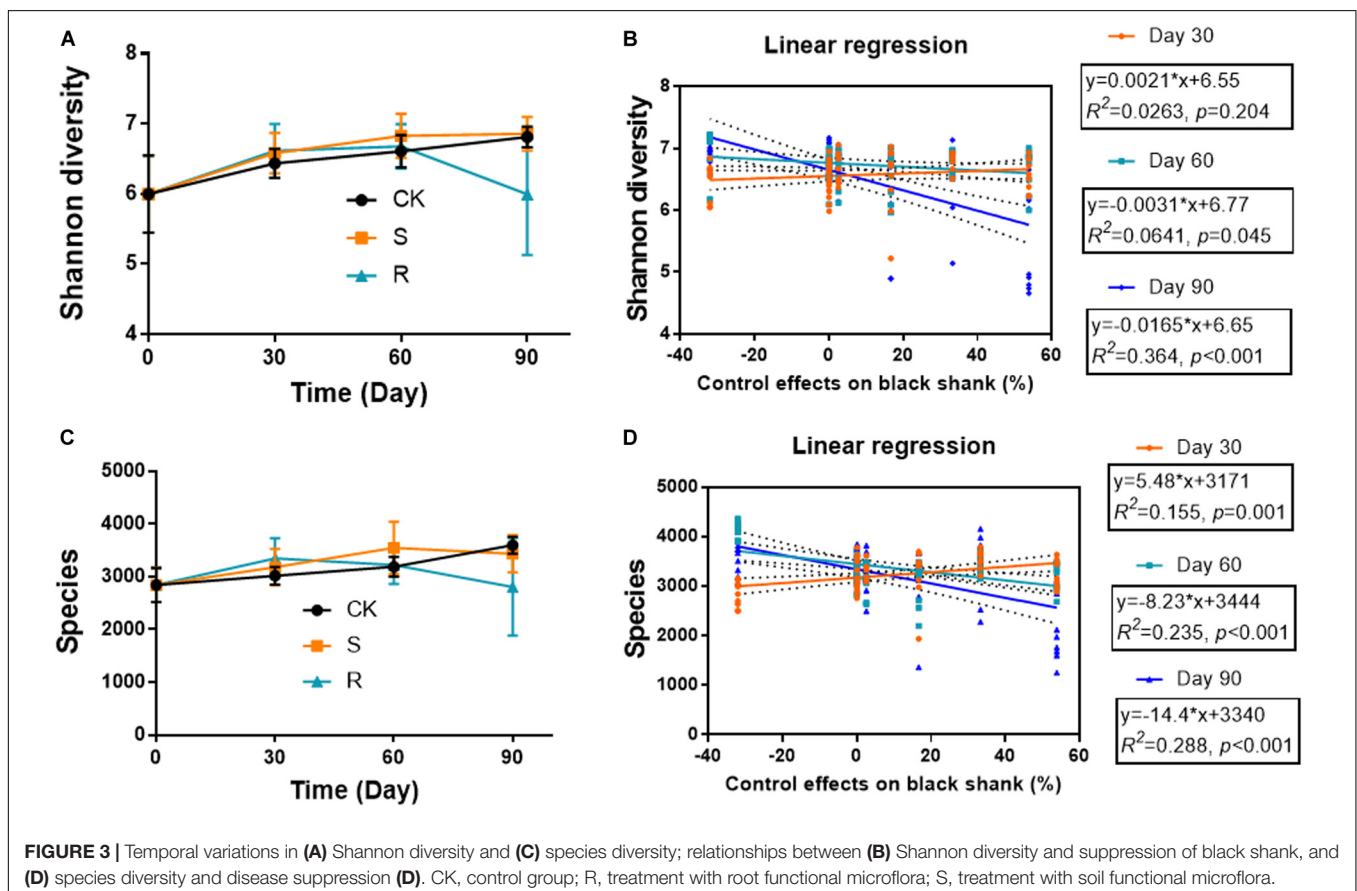 A
Shannon diversity
8
7
6
5
4
0
30
60
90
Time (Day)
CK
S
R
B
Linear regression
Shannon diversity
8
7
6
5
4
-40
-20
0
20
40
60
Control effects on black shank (%)
Day 30
y=0.0021*x+6.55
R²=0.0263, p=0.204
Day 60
y=-0.0031*x+6.77
R²=0.0641, p=0.045
Day 90
y=-0.0165*x+6.65
R²=0.364, p<0.001
C
Species
5000
4000
3000
2000
1000
0
0
30
60
90
Time (Day)
CK
S
R
D
Linear regression
Species
5000
4000
3000
2000
1000
0
-40
-20
0
20
40
60
Control effects on black shank (%)
Day 30
y=5.48*x+3171
R²=0.155, p=0.001
Day 60
y=-8.23*x+3444
R²=0.235, p<0.001
Day 90
y=-14.4*x+3340
R²=0.288, p<0.001
FIGURE 3 | Temporal variations in (A) Shannon diversity and (C) species diversity; relationships between (B) Shannon diversity and suppression of black shank, and
(D) species diversity and disease suppression (D). CK, control group; R, treatment with root functional microflora; S, treatment with soil functional microflora.